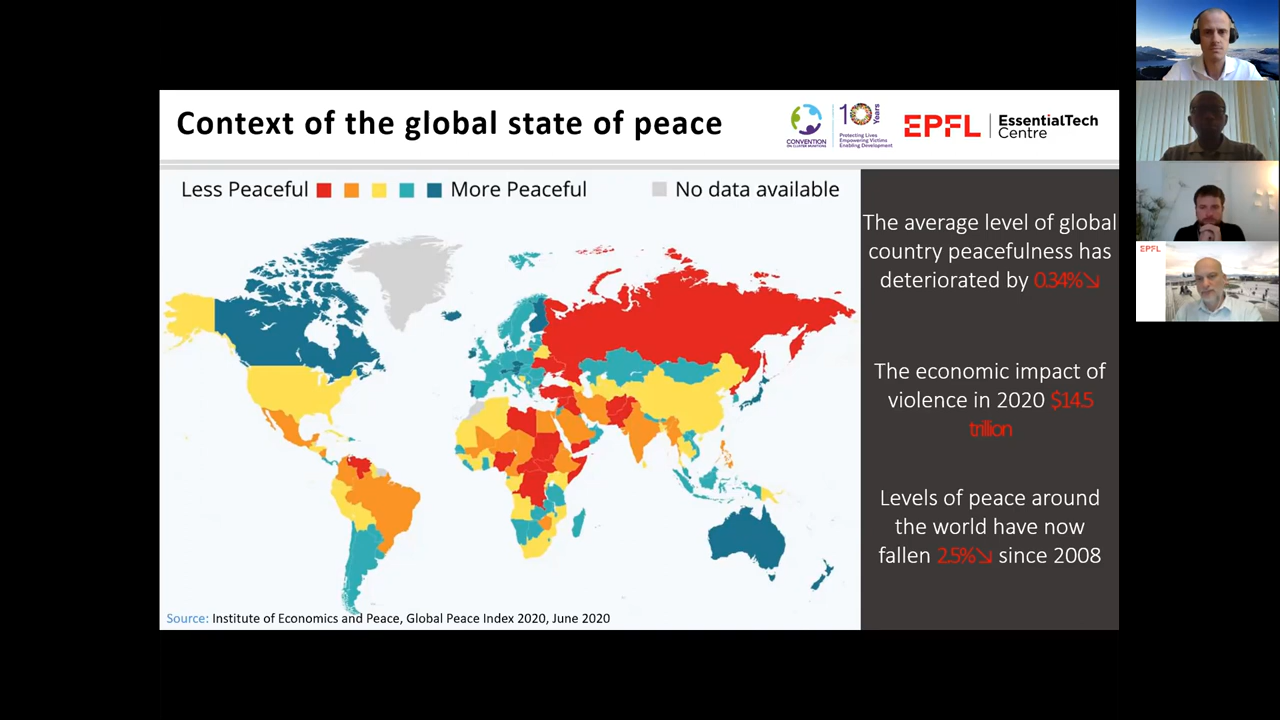 Context of the global state of peace
CONVENTION
ON CLUSTER MUNITIONS
10 Years
Protecting Lives
Empowering Victims
Enabling Development
EPFL
EssentialTech
Centre
Less Peaceful
More Peaceful
No data available
The average level of global
country peacefulness has
deteriorated by 0.34%↘
The economic impact of
violence in 2020 $14.5
trillion
Levels of peace around
the world have now
fallen 2.5%↘ since 2008
Source: Institute of Economics and Peace, Global Peace Index 2020, June 2020
EPFL